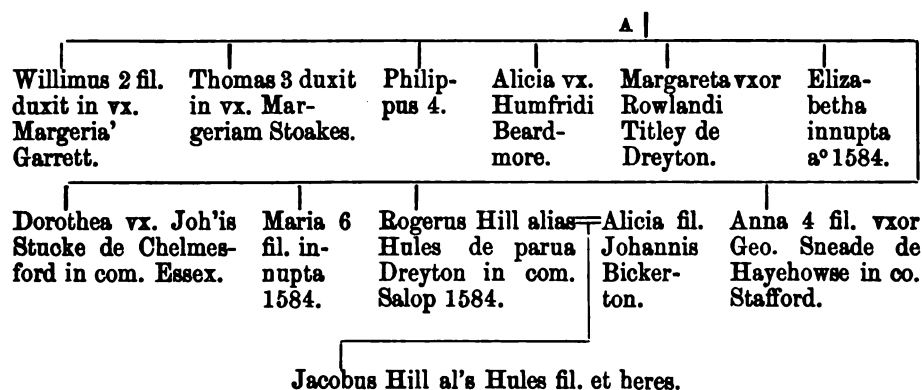 A
Willimus 2 fil.
duxit in vx.
Margeria'
Garrett.
Thomas 3 duxit
in vx. Mar-
geriam Stoakes.
Philip-
pus 4.
Alicia vx.
Humfridi
Beard-
more.
Margareta vxor
Rowlandi
Titley de
Dreyton.
Eliza-
betha
innupta
aº 1584.
Dorothea vx. Joh'is
Stucke de Chelmes-
ford in com. Essex.
Maria 6
fil. in-
nupta
1584.
Rogerus Hill alias
Hules de parua
Dreyton in com.
Salop 1584.
Alicia fil.
Johannis
Bicker-
ton.
Anna 4 fil. vxor
Geo. Sneade de
Hayehowse in co.
Stafford.
Jacobus Hill al's Hules fil. et heres.